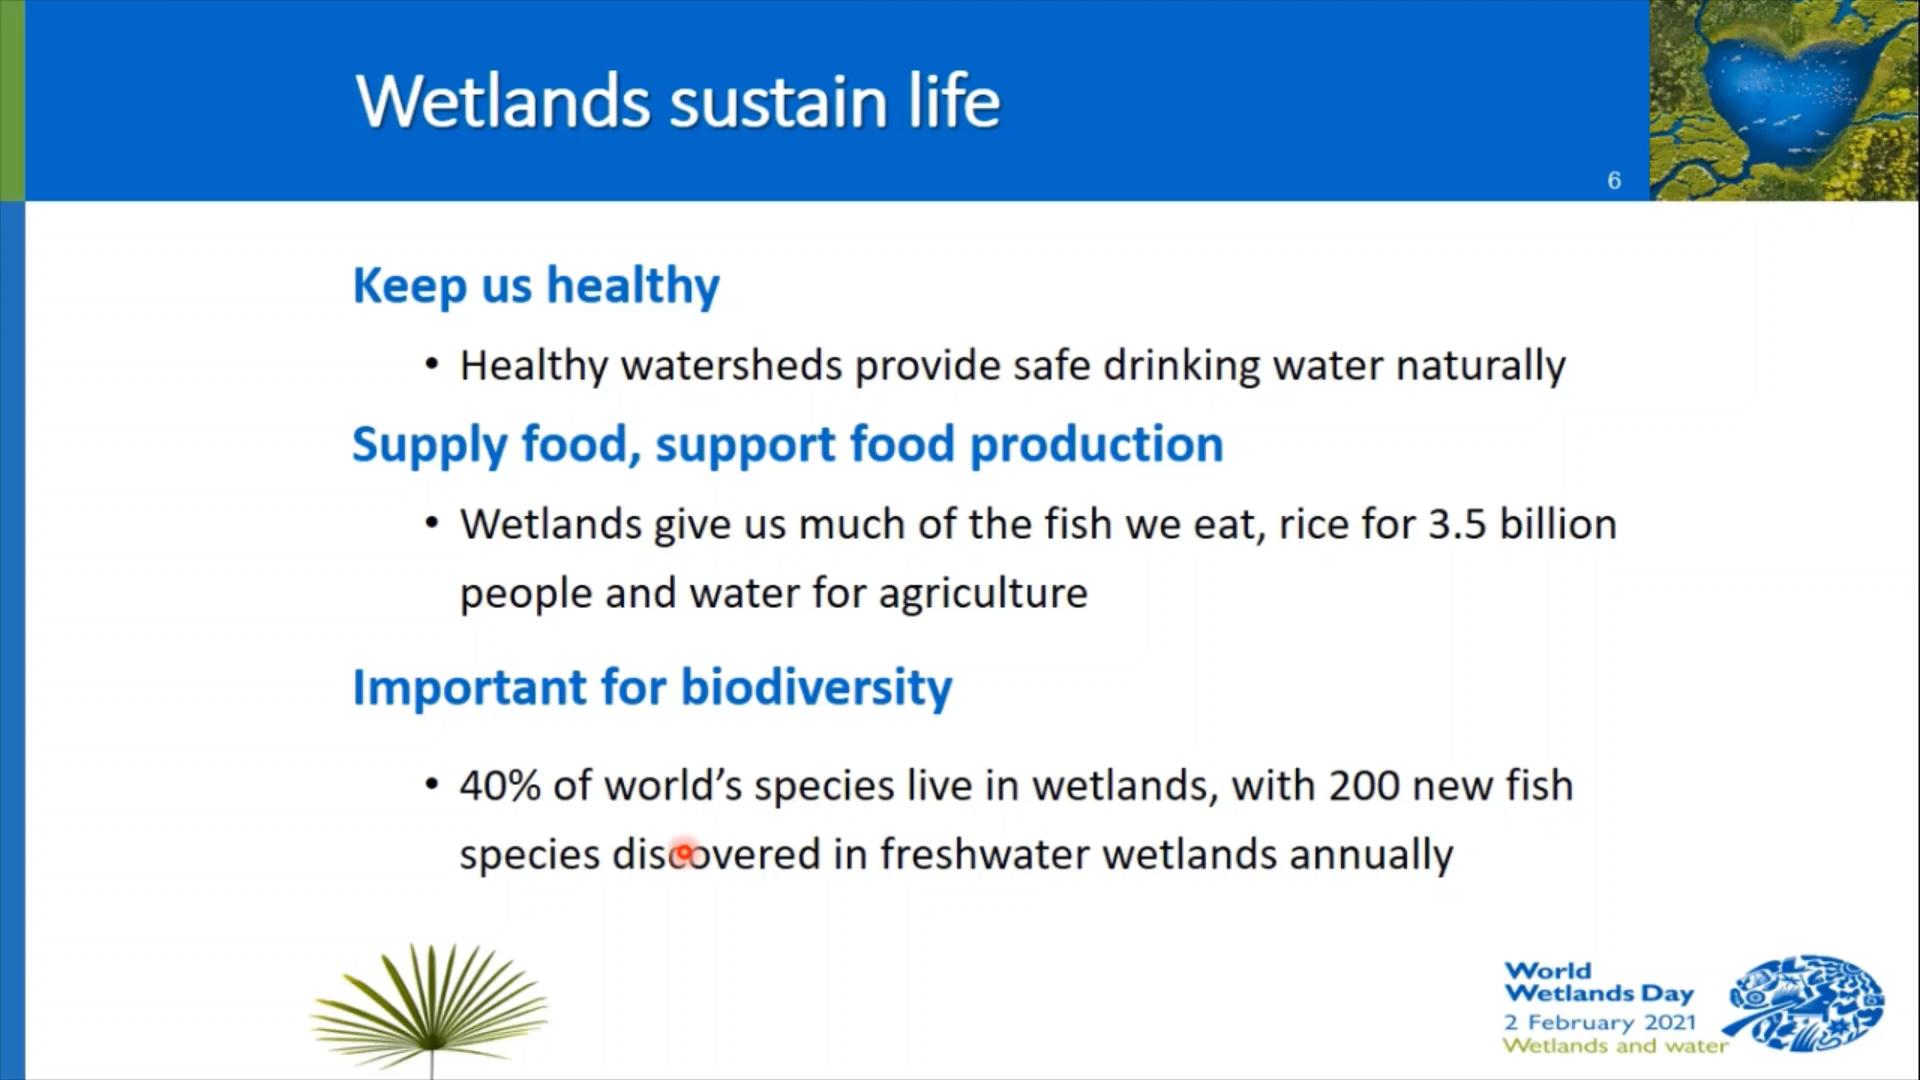 Wetlands sustain life
6
Keep us healthy
• Healthy watersheds provide safe drinking water naturally
Supply food, support food production
• Wetlands give us much of the fish we eat, rice for 3.5 billion
people and water for agriculture
Important for biodiversity
• 40% of world’s species live in wetlands, with 200 new fish
species discovered in freshwater wetlands annually
World
Wetlands Day
2 February 2021
Wetlands and water